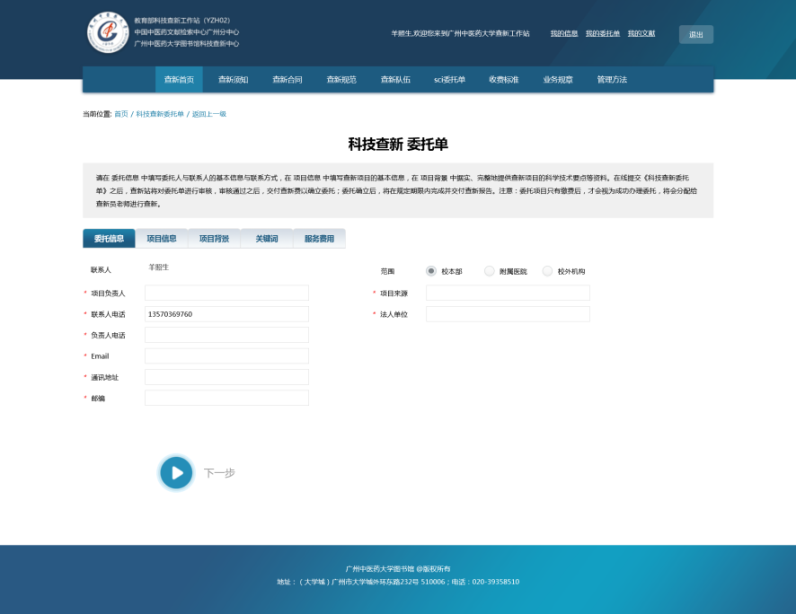 教育部科技查新工作站（YZH02）
中国中医药文献检索中心广州分中心
广州中医药大学图书馆科技查新中心
羊照生,欢迎您来到广州中医药大学查新工作站 我的信息 我的委托单 我的文献 退出
查新首页 查新须知 查新合同 查新规范 查新队伍 sci委托单 收费标准 业务规章 管理方法
当前位置: 首页 / 科技查新委托单 / 返回上一级
科技查新 委托单
请在 委托信息 中填写委托人与联系人的基本信息与联系方式，在 项目信息 中填写查新项目的基本信息，在 项目背景 中据实、完整地提供查新项目的科学技术要点等资料。在线提交《科技查新委托
单》之后，查新站将对委托单进行审核，审核通过之后，交付查新费以确立委托；委托确立后，将在规定期限内完成并交付查新报告。注意：委托项目只有缴费后，才会视为成功办理委托，将会分配给
查新员老师进行查新。
委托信息 项目信息 项目背景 关键词 服务费用
联系人 羊照生 范围 校本部 附属医院 校外机构
* 项目负责人 * 项目来源
* 联系人电话 13570369760 * 法人单位
* 负责人电话
* Email
* 通讯地址
* 邮编
下一步
广州中医药大学图书馆 @版权所有
地址：（大学城）广州市大学城外环东路232号 510006；电话：020-39358510